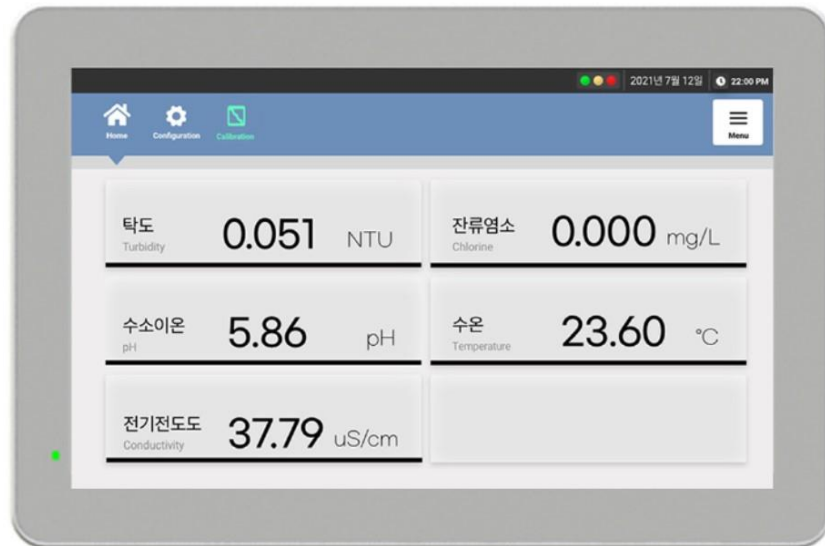 2021년 7월 12일 22:00 PM
Home Configuration Calibration Menu
탁도 0.051 NTU
Turbidity
잔류염소 0.000 mg/L
Chlorine
수소이온 5.86 pH
pH
수온 23.60 °C
Temperature
전기전도도 37.79 uS/cm
Conductivity